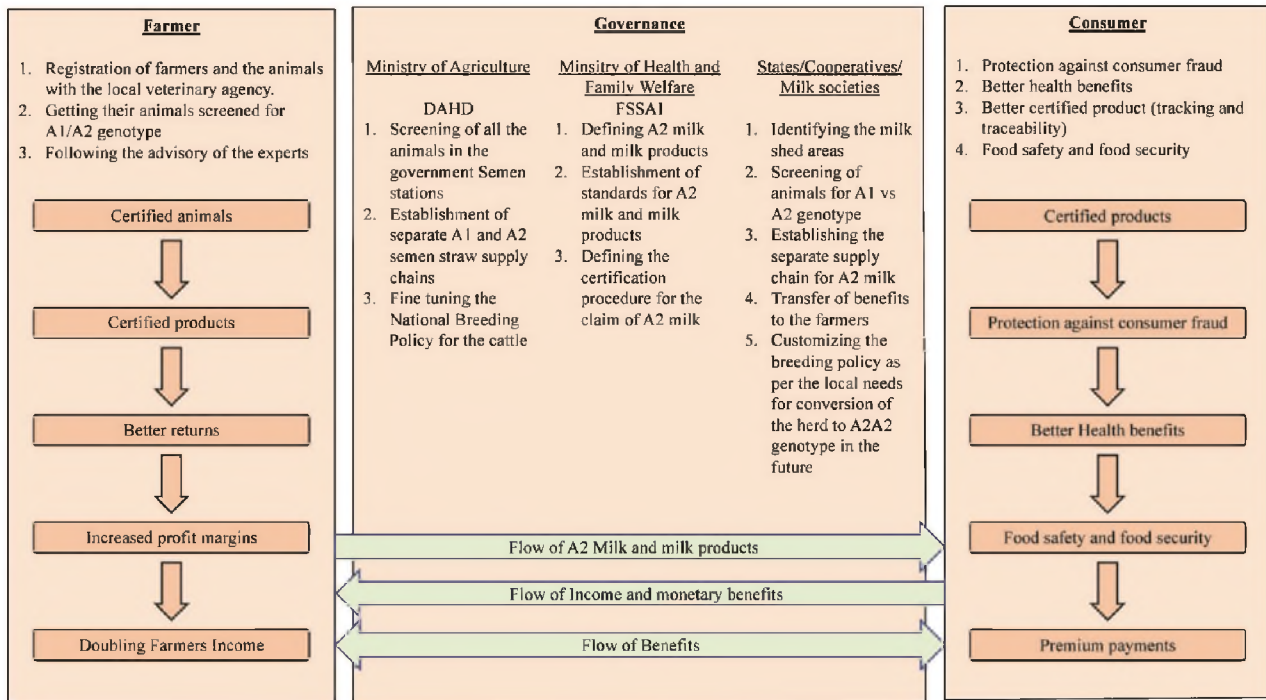 Farmer
1. Registration of farmers and the animals
with the local veterinary agency.
2. Getting their animals screened for
A1/A2 genotype
3. Following the advisory of the experts
Certified animals
Certified products
Better returns
Increased profit margins
Doubling Farmers Income
Governance
Ministry of Agriculture
DAHD
1. Screening of all the
animals in the
government Semen
stations
2. Establishment of
separate A1 and A2
semen straw supply
chains
3. Fine tuning the
National Breeding
Policy for the cattle
Minsitry of Health and
Family Welfare
FSSAI
1. Defining A2 milk
and milk products
2. Establishment of
standards for A2
milk and milk
products
3. Defining the
certification
procedure for the
claim of A2 milk
States/Cooperatives/
Milk societies
1. Identifying the milk
shed areas
2. Screening of
animals for A1 vs
A2 genotype
3. Establishing the
separate supply
chain for A2 milk
4. Transfer of benefits
to the farmers
5. Customizing the
breeding policy as
per the local needs
for conversion of
the herd to A2A2
genotype in the
future
Flow of A2 Milk and milk products
Flow of Income and monetary benefits
Flow of Benefits
Consumer
1. Protection against consumer fraud
2. Better health benefits
3. Better certified product (tracking and
traceability)
4. Food safety and food security
Certified products
Protection against consumer fraud
Better Health benefits
Food safety and food security
Premium payments